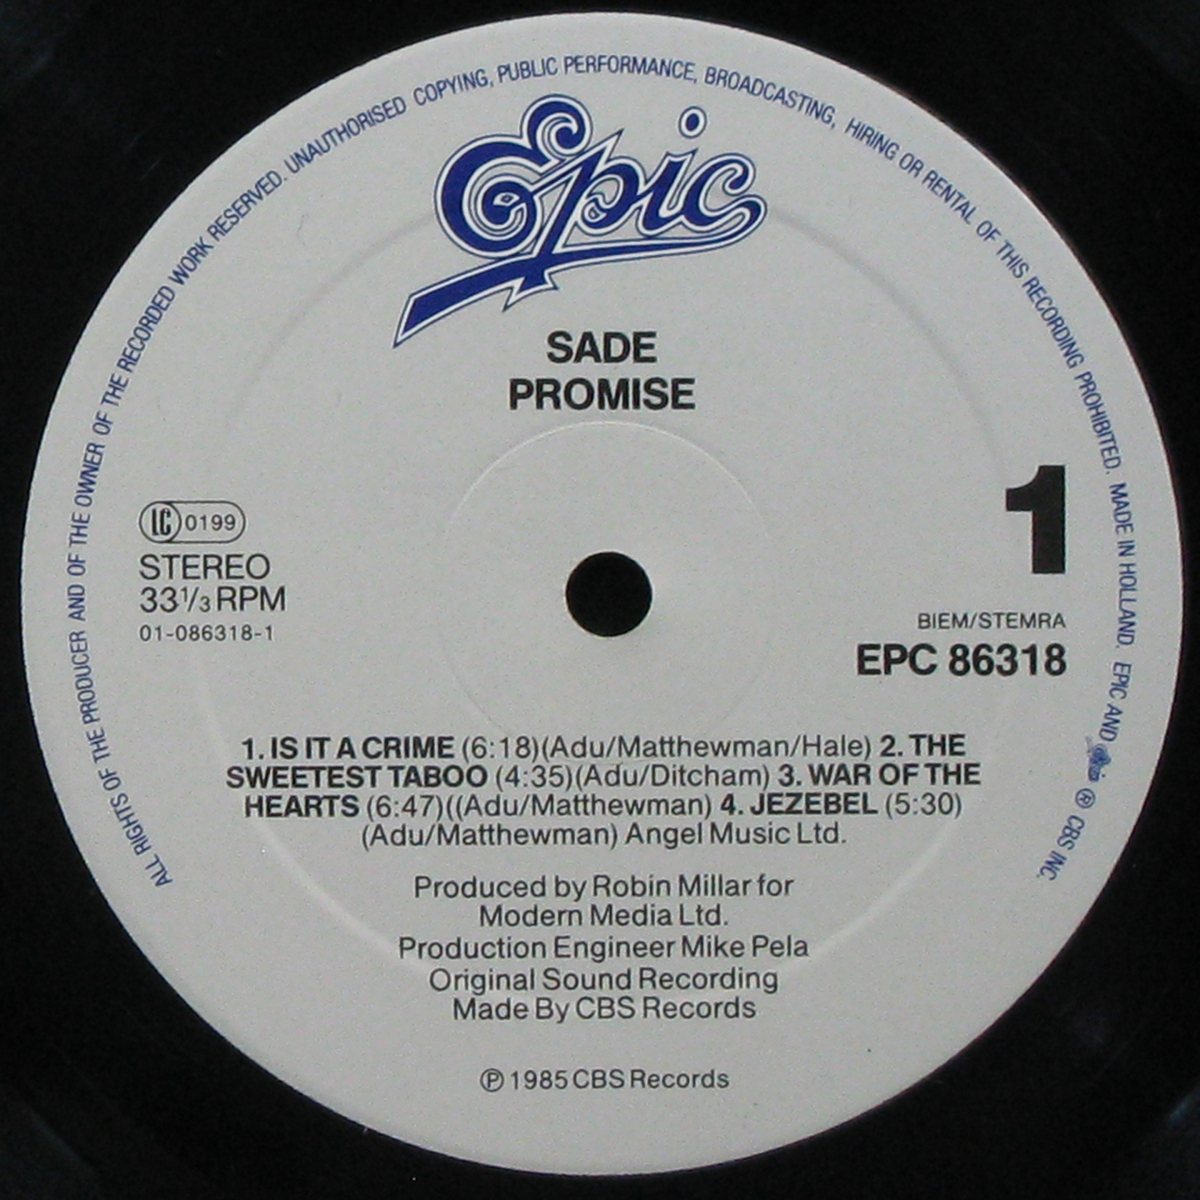 ALL RIGHTS OF THE PRODUCER AND OF THE OWNER OF THE RECORDED WORK RESERVED. UNAUTHORISED COPYING, PUBLIC PERFORMANCE, BROADCASTING, HIRING OR RENTAL OF THIS RECORDING PROHIBITED. MADE IN HOLLAND. EPIC AND Epic ® CBS INC.
Epic
SADE
PROMISE
LC 0199
STEREO
33 1/3 RPM
01-086318-1
1
BIEM/STEMRA
EPC 86318
1. IS IT A CRIME (6:18)(Adu/Matthewman/Hale) 2. THE
SWEETEST TABOO (4:35)(Adu/Ditcham) 3. WAR OF THE
HEARTS (6:47)((Adu/Matthewman) 4. JEZEBEL (5:30)
(Adu/Matthewman) Angel Music Ltd.
Produced by Robin Millar for
Modern Media Ltd.
Production Engineer Mike Pela
Original Sound Recording
Made By CBS Records
℗ 1985 CBS Records